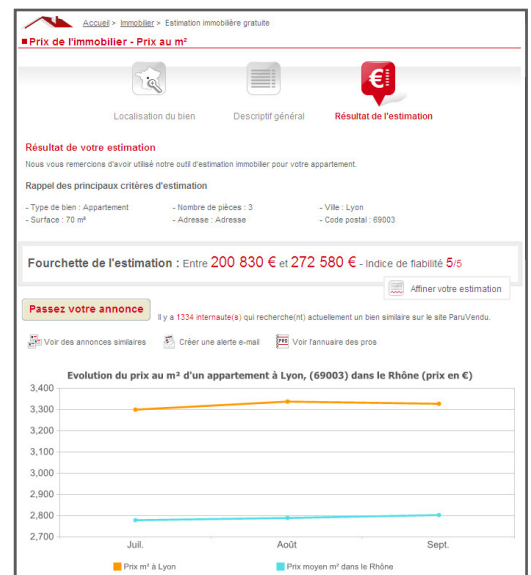 Accueil > Immobilier > Estimation immobilière gratuite
Prix de l'immobilier - Prix au m²
Localisation du bien Descriptif général Résultat de l'estimation
Résultat de votre estimation
Nous vous remercions d'avoir utilisé notre outil d'estimation immobilier pour votre appartement.
Rappel des principaux critères d'estimation
- Type de bien : Appartement - Nombre de pièces : 3 - Ville : Lyon
- Surface : 70 m² - Adresse : Adresse - Code postal : 69003
Fourchette de l'estimation : Entre 200 830 € et 272 580 € - Indice de fiabilité 5/5
Affiner votre estimation
Passez votre annonce Il y a 1334 internaute(s) qui recherche(nt) actuellement un bien similaire sur le site ParuVendu.
Voir des annonces similaires Créer une alerte e-mail PRO Voir l'annuaire des pros
Evolution du prix au m² d'un appartement à Lyon, (69003) dans le Rhône (prix en €)
3,400
3,300
3,200
3,100
3,000
2,900
2,800
2,700
Juil. Août Sept.
Prix m² à Lyon Prix moyen m² dans le Rhône